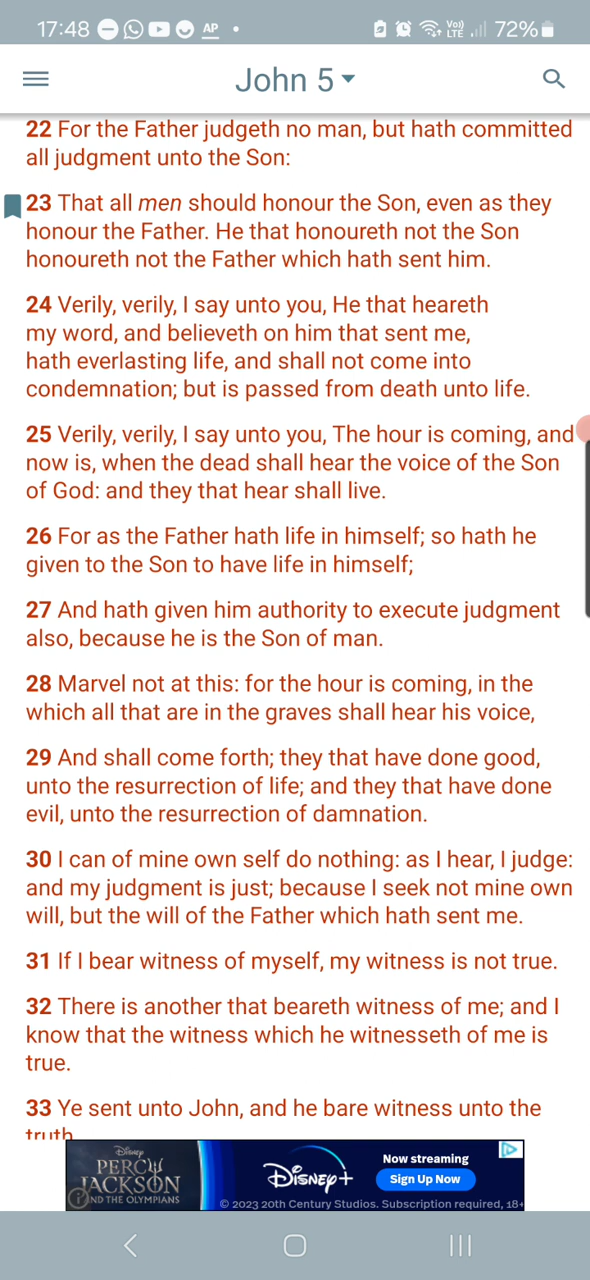 17:48 AP Vo)) LTE 72%
John 5
22 For the Father judgeth no man, but hath committed
all judgment unto the Son:
23 That all men should honour the Son, even as they
honour the Father. He that honoureth not the Son
honoureth not the Father which hath sent him.
24 Verily, verily, I say unto you, He that heareth
my word, and believeth on him that sent me,
hath everlasting life, and shall not come into
condemnation; but is passed from death unto life.
25 Verily, verily, I say unto you, The hour is coming, and
now is, when the dead shall hear the voice of the Son
of God: and they that hear shall live.
26 For as the Father hath life in himself; so hath he
given to the Son to have life in himself;
27 And hath given him authority to execute judgment
also, because he is the Son of man.
28 Marvel not at this: for the hour is coming, in the
which all that are in the graves shall hear his voice,
29 And shall come forth; they that have done good,
unto the resurrection of life; and they that have done
evil, unto the resurrection of damnation.
30 I can of mine own self do nothing: as I hear, I judge:
and my judgment is just; because I seek not mine own
will, but the will of the Father which hath sent me.
31 If I bear witness of myself, my witness is not true.
32 There is another that beareth witness of me; and I
know that the witness which he witnesseth of me is
true.
33 Ye sent unto John, and he bare witness unto the
truth
Disney
PERCY
JACKSON
AND THE OLYMPIANS
Disney+
Now streaming
Sign Up Now
© 2023 20th Century Studios. Subscription required, 18+